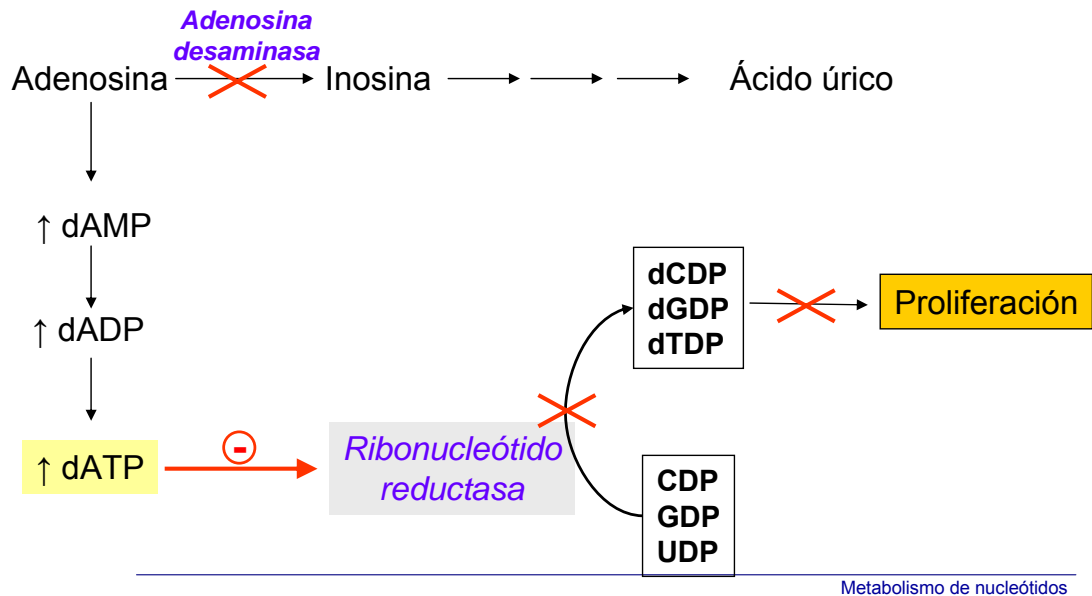 Adenosina
desaminasa
Adenosina
Inosina
Ácido úrico
↑ dAMP
↑ dADP
↑ dATP
-
Ribonucleótido
reductasa
dCDP
dGDP
dTDP
Proliferación
CDP
GDP
UDP
Metabolismo de nucleótidos